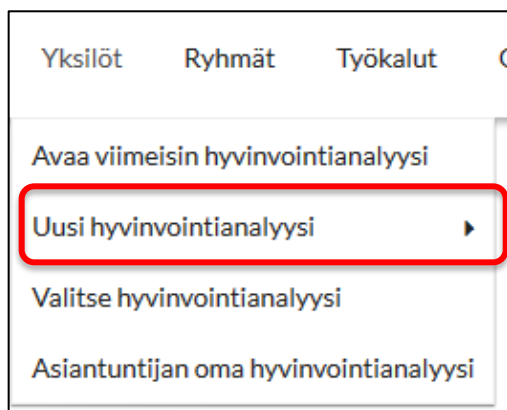 Yksilöt Ryhmät Työkalut
Avaa viimeisin hyvinvointianalyysi
Uusi hyvinvointianalyysi
Valitse hyvinvointianalyysi
Asiantuntijan oma hyvinvointianalyysi